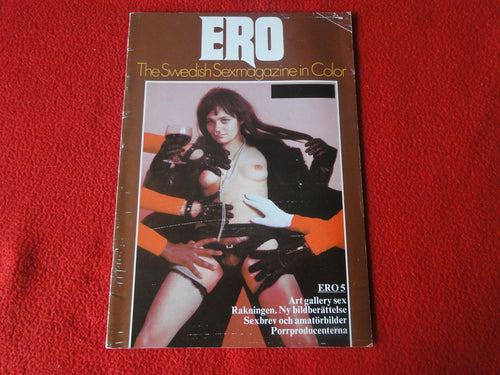 ERO
The Swedish Sexmagazine in Color
ERO 5
Art gallery sex
Rakningen. Ny bildberättelse
Sexbrev och amatörbilder
Porrproducenterna